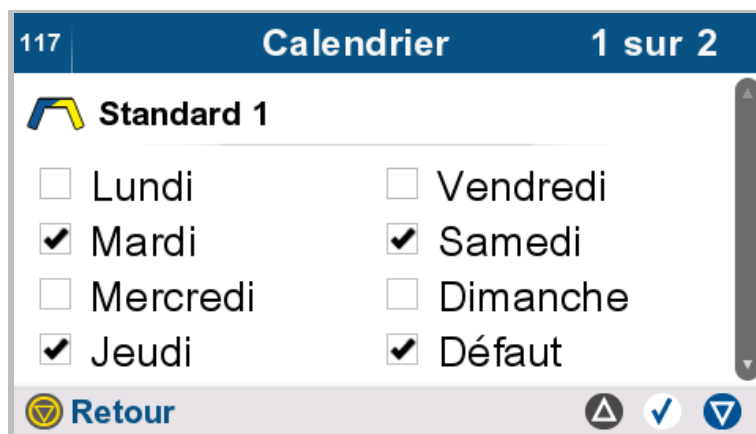 117 Calendrier 1 sur 2
Standard 1
Lundi Vendredi
Mardi Samedi
Mercredi Dimanche
Jeudi Défaut
Retour